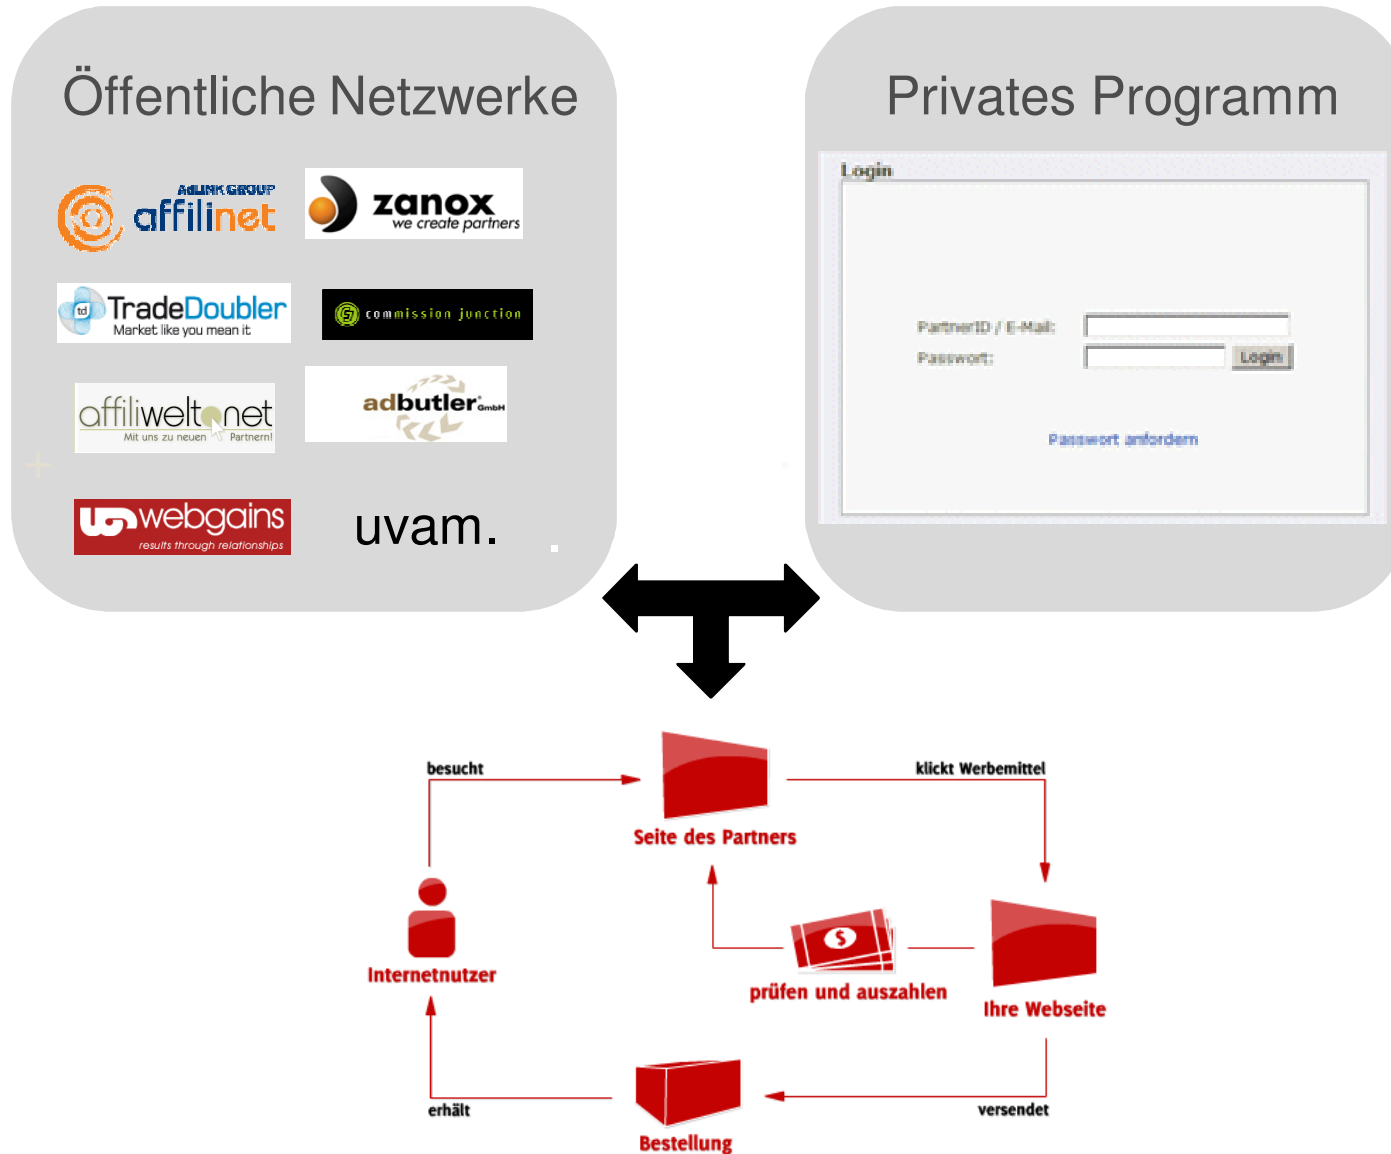 Öffentliche Netzwerke
AdLINK GROUP
affilinet
zanox
we create partners
td
TradeDoubler
Market like you mean it
commission junction
affiliwelt net
Mit uns zu neuen Partnern!
adbutler GmbH
webgains
results through relationships
uvam.
Privates Programm
Login
PartnerID / E-Mail:
Passwort:
Login
Passwort anfordern
besucht
klickt Werbemittel
Seite des Partners
Internetnutzer
$
prüfen und auszahlen
Ihre Webseite
erhält
versendet
Bestellung